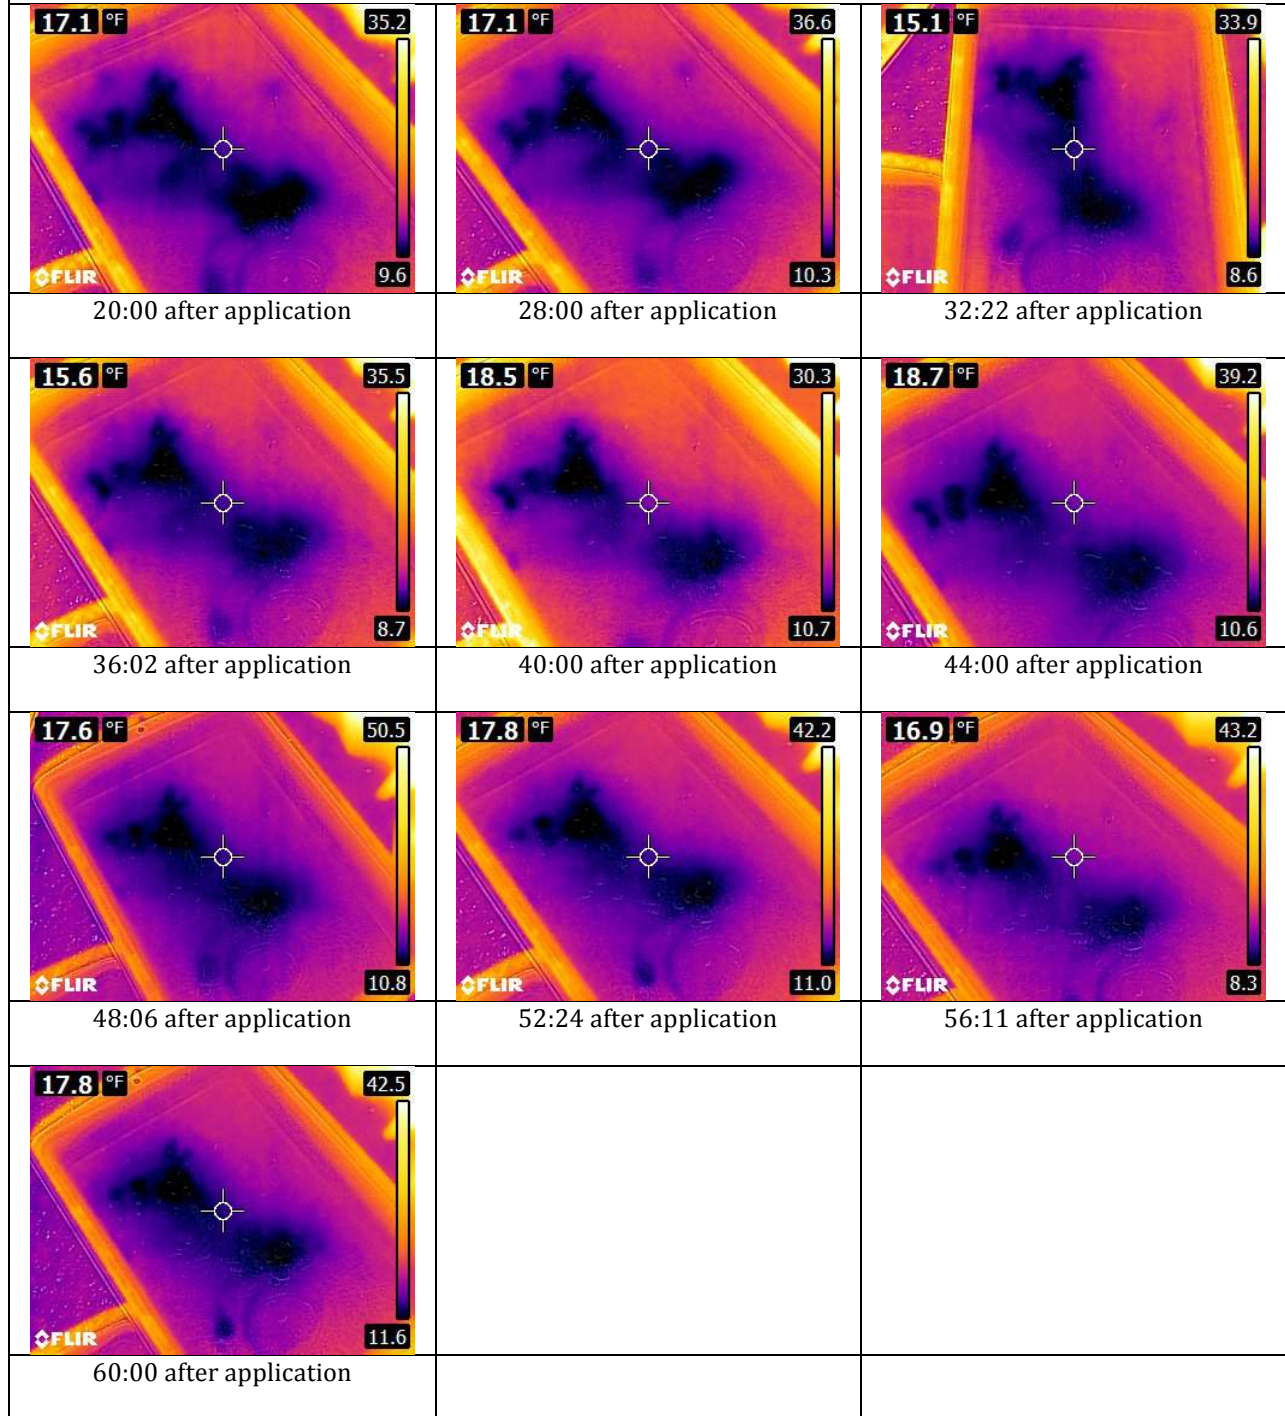 17.1 °F 35.2
FLIR 9.6
20:00 after application
17.1 °F 36.6
FLIR 10.3
28:00 after application
15.1 °F 33.9
FLIR 8.6
32:22 after application
15.6 °F 35.5
FLIR 8.7
36:02 after application
18.5 °F 30.3
FLIR 10.7
40:00 after application
18.7 °F 39.2
FLIR 10.6
44:00 after application
17.6 °F 50.5
FLIR 10.8
48:06 after application
17.8 °F 42.2
FLIR 11.0
52:24 after application
16.9 °F 43.2
FLIR 8.3
56:11 after application
17.8 °F 42.5
FLIR 11.6
60:00 after application